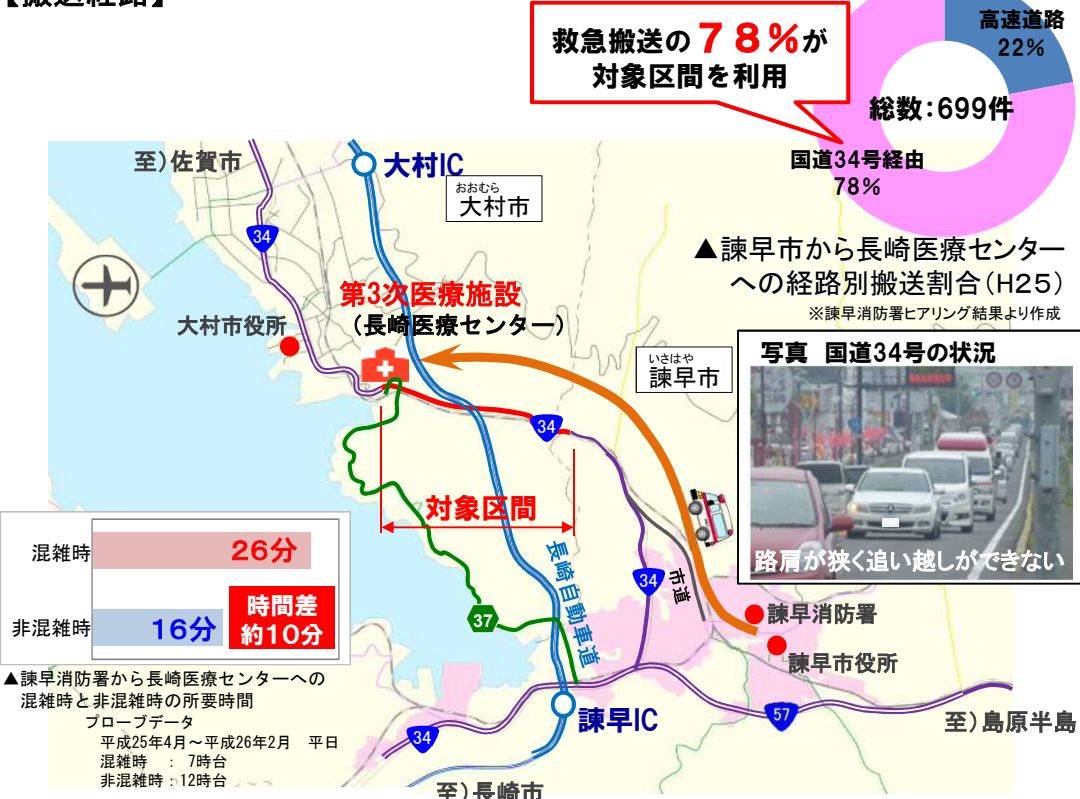 【搬送経路】
救急搬送の７８％が
対象区間を利用
高速道路
22%
総数：699件
国道34号経由
78%
▲諫早市から長崎医療センター
への経路別搬送割合（H25）
※諫早消防署ヒアリング結果より作成
至）佐賀市
大村IC
おおむら
大村市
34
第3次医療施設
（長崎医療センター）
大村市役所
いさはや
諫早市
写真　国道34号の状況
路肩が狭く追い越しができない
34
対象区間
長崎自動車道
34
市道
37
諫早消防署
諫早市役所
諫早IC
57
34
至）島原半島
至）長崎市
混雑時
26分
非混雑時
16分
時間差
約10分
▲諫早消防署から長崎医療センターへの
混雑時と非混雑時の所要時間
プローブデータ
平成25年4月～平成26年2月　平日
混雑時　：　7時台
非混雑時：12時台